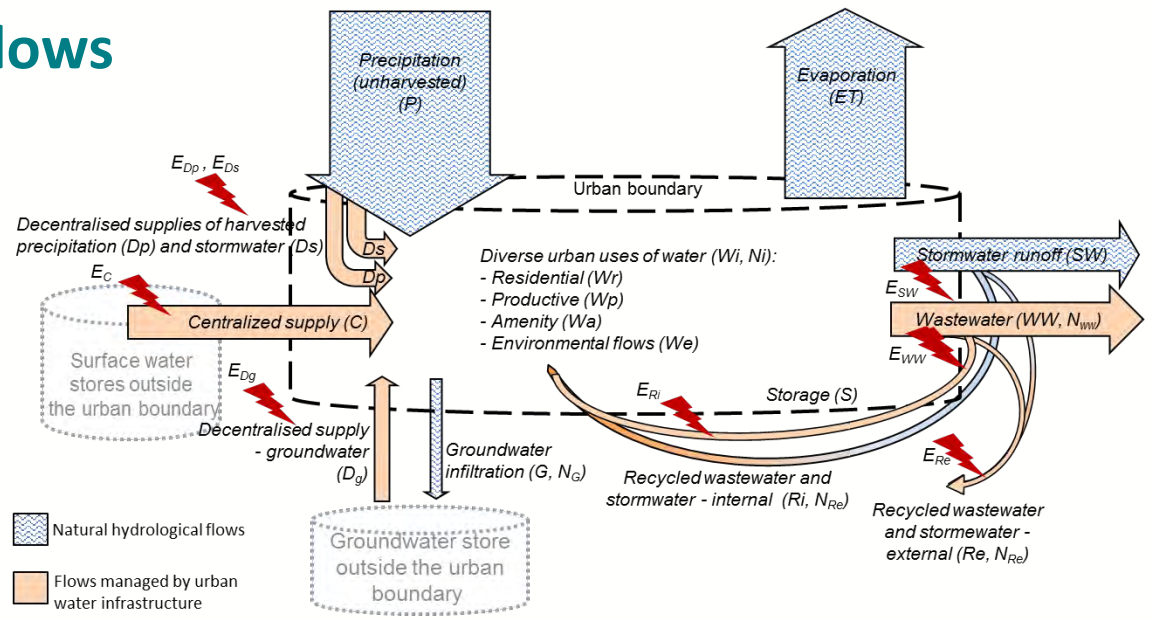 lows
Precipitation
(unharvested)
(P)
Evaporation
(ET)
Urban boundary
E_Dp , E_Ds
Decentralised supplies of harvested
precipitation (Dp) and stormwater (Ds)
Ds
Dp
E_C
Centralized supply (C)
Surface water
stores outside
the urban boundary
Diverse urban uses of water (Wi, Ni):
- Residential (Wr)
- Productive (Wp)
- Amenity (Wa)
- Environmental flows (We)
Stormwater runoff (SW)
E_SW
Wastewater (WW, N_ww)
E_WW
E_Dg
Decentralised supply
- groundwater
(D_g)
Groundwater
infiltration (G, N_G)
E_Ri
Storage (S)
Recycled wastewater and
stormwater - internal (Ri, N_Re)
E_Re
Recycled wastewater
and stormewater -
external (Re, N_Re)
Groundwater store
outside the urban
boundary
Natural hydrological flows
Flows managed by urban
water infrastructure